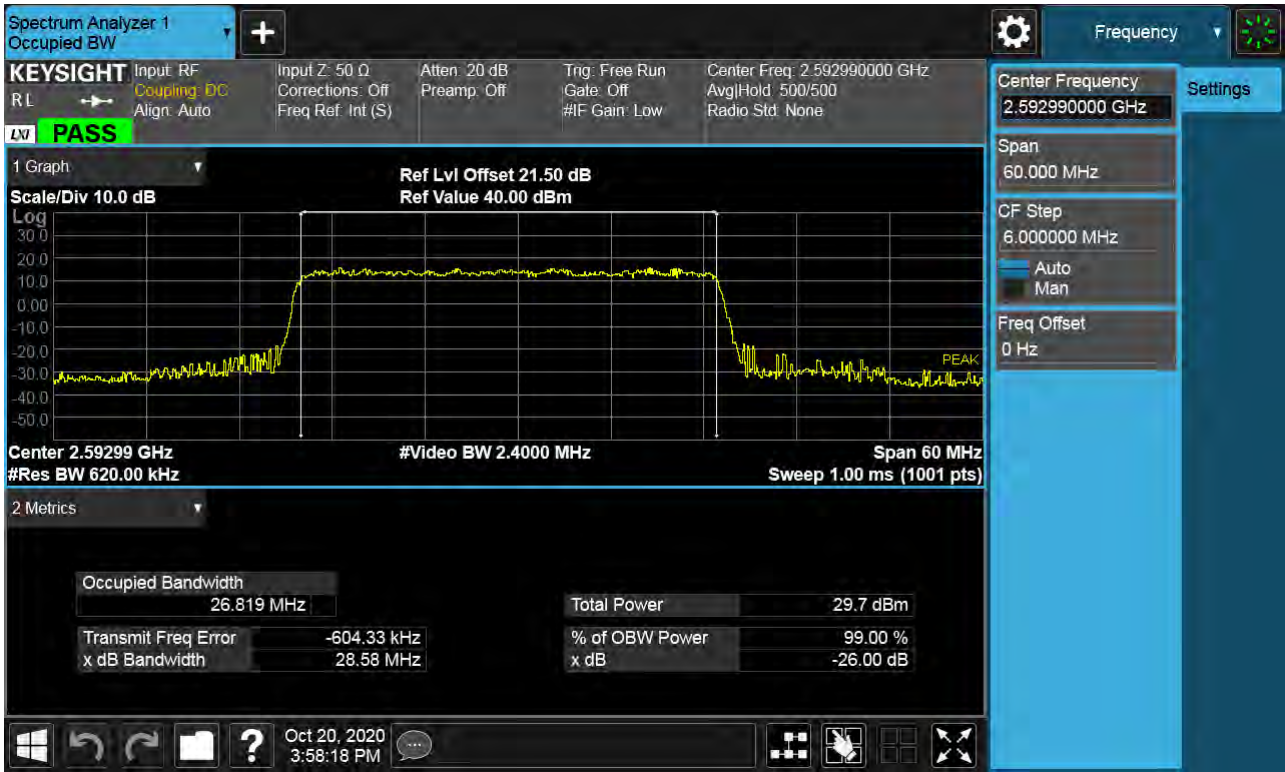 Spectrum Analyzer 1
Occupied BW
Frequency
KEYSIGHT
RL
LXI
PASS
Input: RF
Coupling: DC
Align: Auto
Input Z: 50 Ω
Corrections: Off
Freq Ref: Int (S)
Atten: 20 dB
Preamp: Off
Trig: Free Run
Gate: Off
#IF Gain: Low
Center Freq: 2.592990000 GHz
Avg|Hold: 500/500
Radio Std: None
Center Frequency
2.592990000 GHz
Settings
Span
60.000 MHz
CF Step
6.000000 MHz
Auto
Man
Freq Offset
0 Hz
1 Graph
Scale/Div 10.0 dB
Ref Lvl Offset 21.50 dB
Ref Value 40.00 dBm
Log
30.0
20.0
10.0
0.00
-10.0
-20.0
-30.0
-40.0
-50.0
PEAK
Center 2.59299 GHz
#Video BW 2.4000 MHz
Span 60 MHz
#Res BW 620.00 kHz
Sweep 1.00 ms (1001 pts)
2 Metrics
Occupied Bandwidth
26.819 MHz
Total Power 29.7 dBm
Transmit Freq Error -604.33 kHz
% of OBW Power 99.00 %
x dB Bandwidth 28.58 MHz
x dB -26.00 dB
Oct 20, 2020
3:58:18 PM